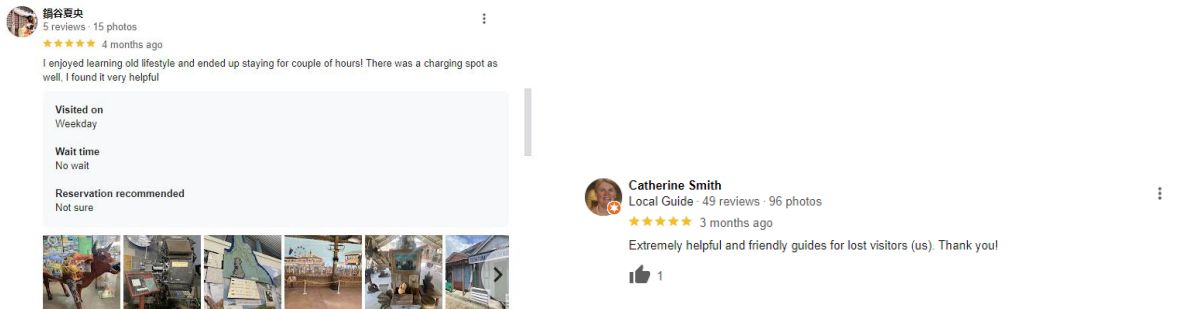 鍋谷夏央
5 reviews · 15 photos
4 months ago
I enjoyed learning old lifestyle and ended up staying for couple of hours! There was a charging spot as
well, I found it very helpful
Visited on
Weekday
Wait time
No wait
Reservation recommended
Not sure
Catherine Smith
Local Guide · 49 reviews · 96 photos
3 months ago
Extremely helpful and friendly guides for lost visitors (us). Thank you!
1